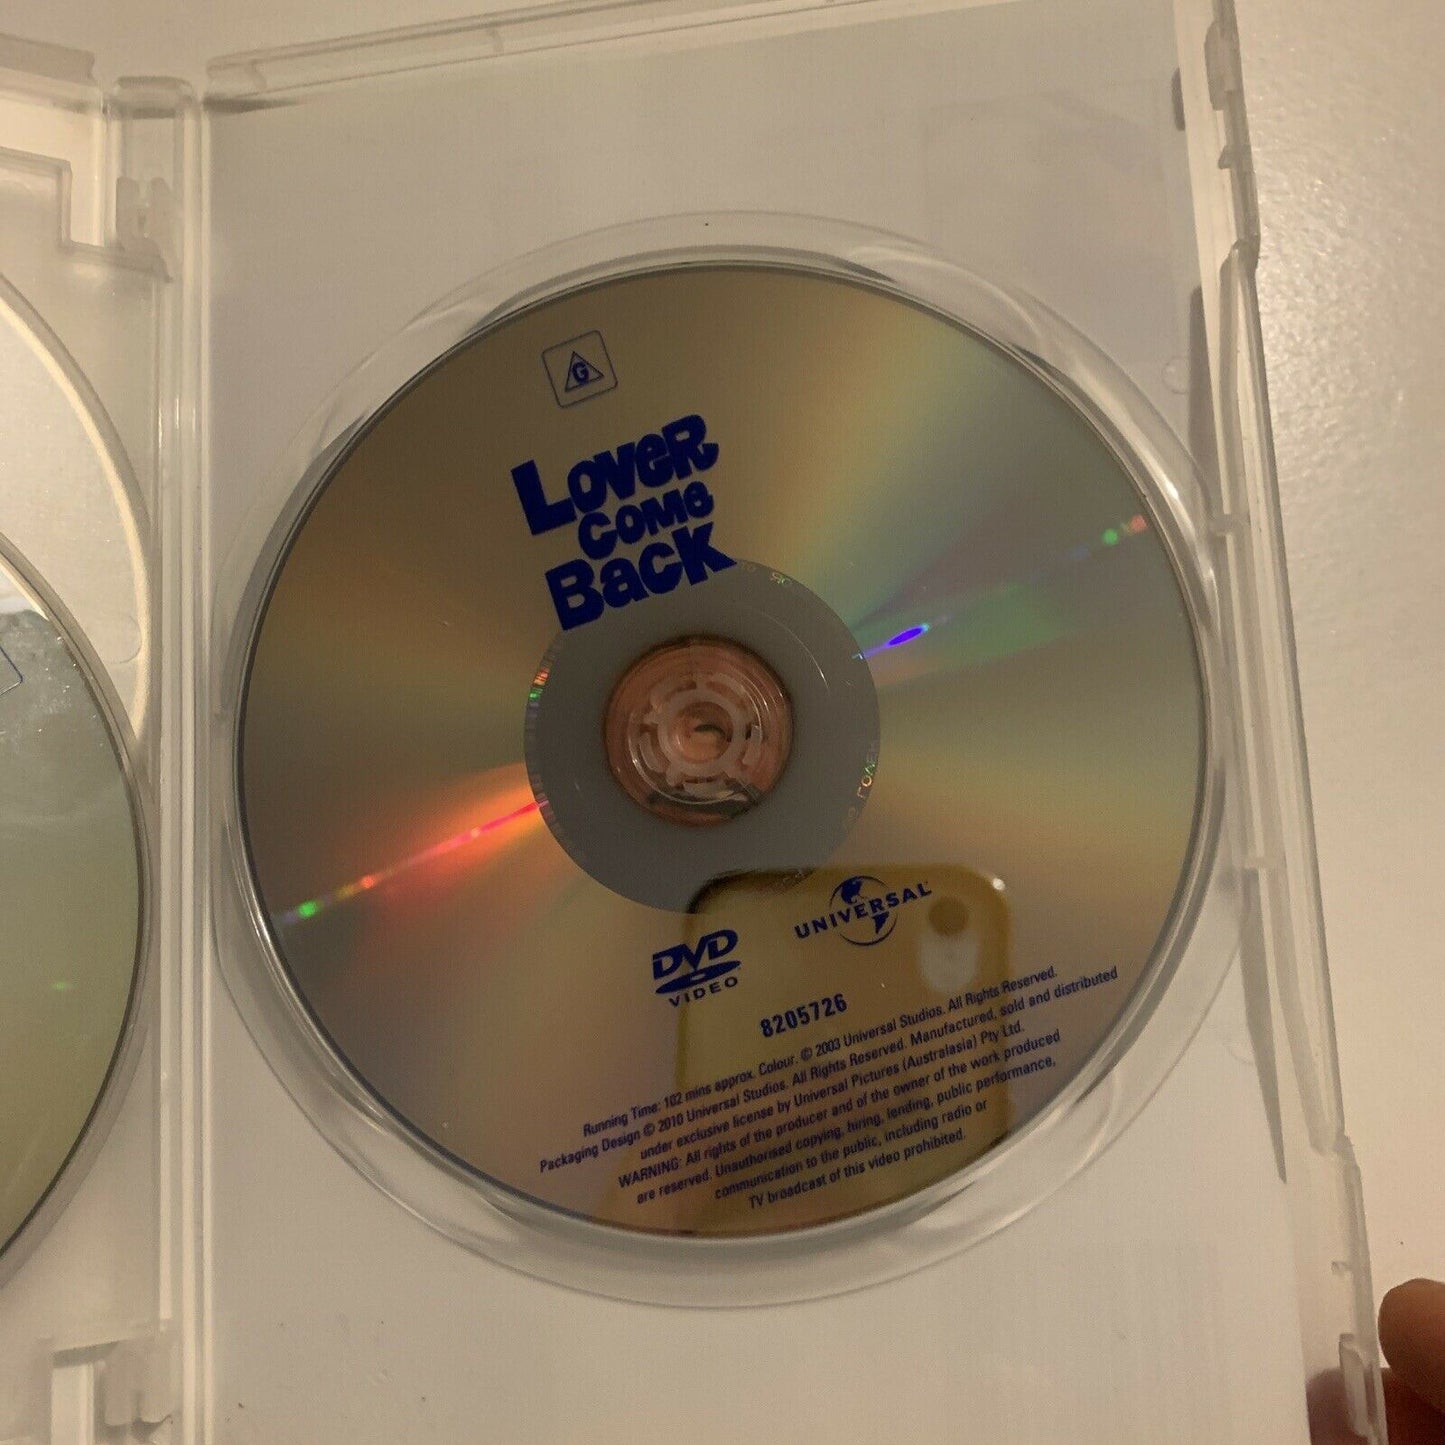 G
LoveR
Come
Back
UNIVERSAL
DVD
VIDEO
8205726
Running Time: 102 mins approx. Colour. © 2003 Universal Studios. All Rights Reserved.
Packaging Design © 2010 Universal Studios. All Rights Reserved. Manufactured, sold and distributed
under exclusive license by Universal Pictures (Australasia) Pty Ltd.
WARNING: All rights of the producer and of the owner of the work produced
are reserved. Unauthorised copying, hiring, lending, public performance,
communication to the public, including radio or
TV broadcast of this video prohibited.